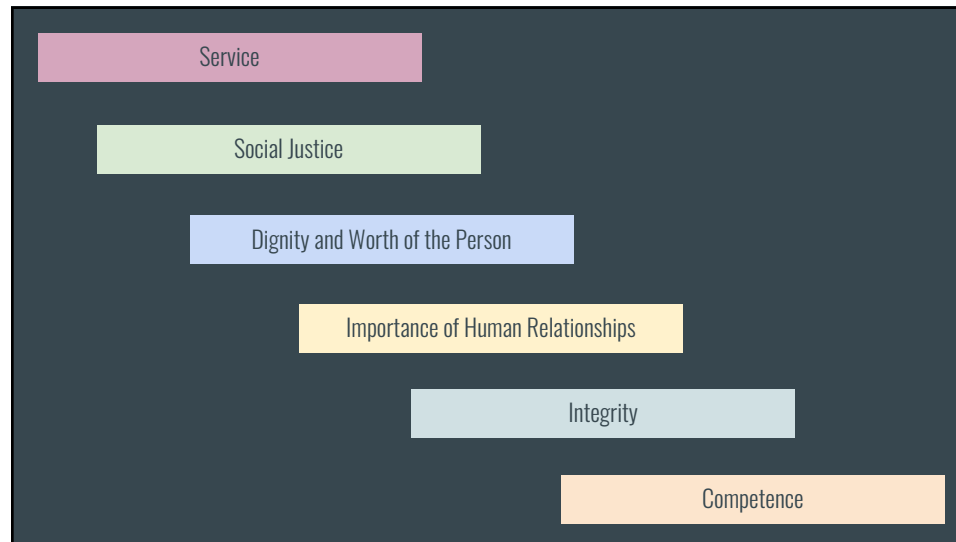 Service
Social Justice
Dignity and Worth of the Person
Importance of Human Relationships
Integrity
Competence